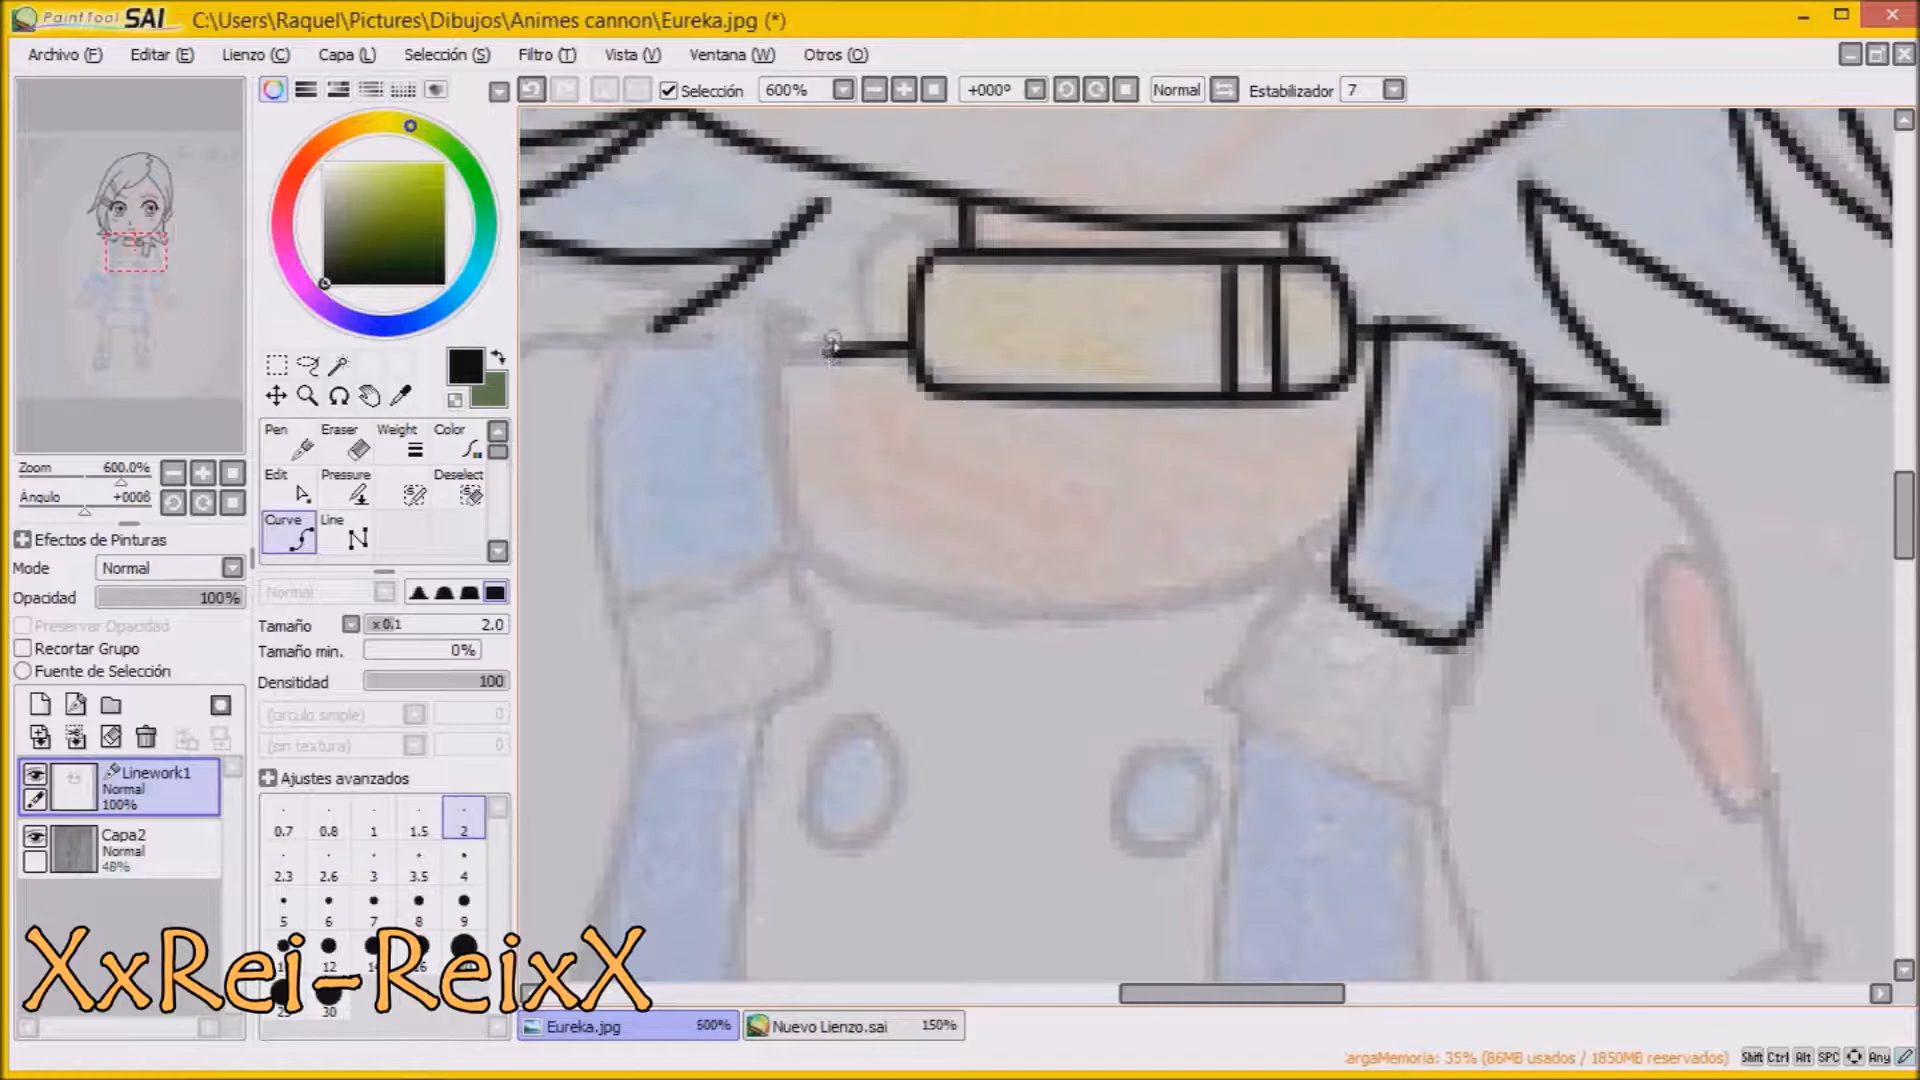 PaintTool SAI C:\Users\Raquel\Pictures\Dibujos\Animes cannon\Eureka.jpg (*)
Archivo (F) Editar (E) Lienzo (C) Capa (L) Selección (S) Filtro (T) Vista (V) Ventana (W) Otros (O)
Selección 600% +000º Normal Estabilizador 7
Zoom 600.0%
Ángulo +0006
Efectos de Pinturas
Mode Normal
Opacidad 100%
Preservar Opacidad
Recortar Grupo
Fuente de Selección
Linework1
Normal
100%
Capa2
Normal
48%
Pen Eraser Weight Color
Edit Pressure Deselect
Curve Line
Normal
Tamaño x 0.1 2.0
Tamaño min. 0%
Densitidad 100
(circulo simple) 0
(sin textura) 0
Ajustes avanzados
0.7 0.8 1 1.5 2
2.3 2.6 3 3.5 4
5 6 7 8 9
12 16
30
XxRei-ReixX
Eureka.jpg 600% Nuevo Lienzo.sai 150%
argaMemoria: 35% (86MB usados / 1850MB reservados) Shift Ctrl Alt SPC Any